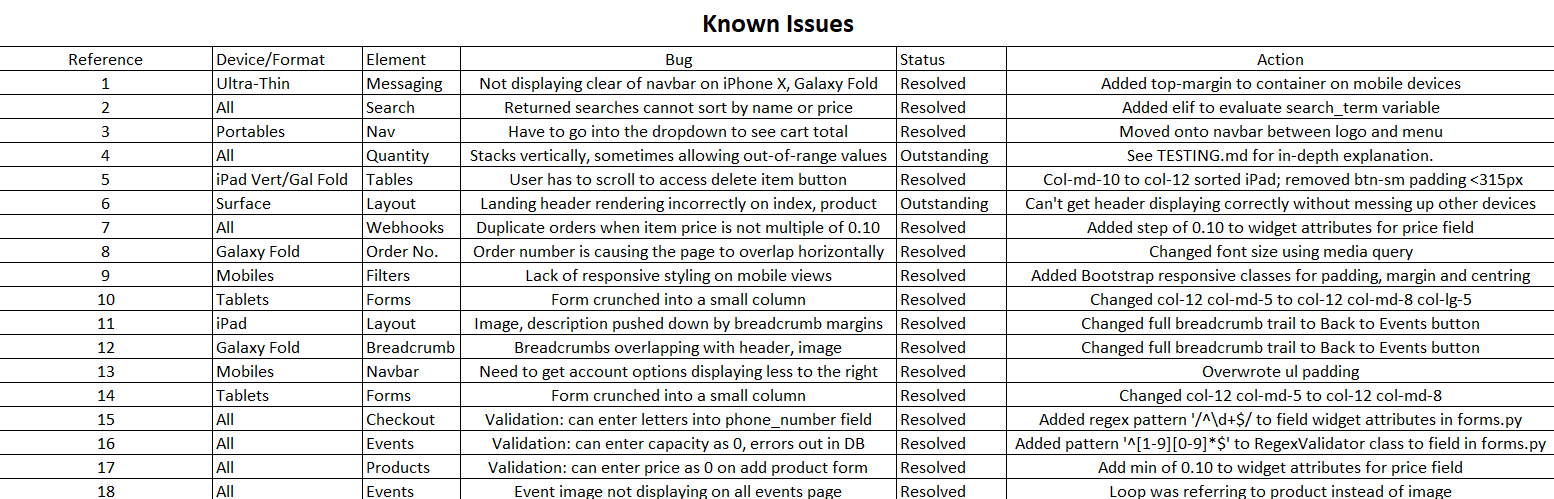 Known Issues
Reference Device/Format Element Bug Status Action
1 Ultra-Thin Messaging Not displaying clear of navbar on iPhone X, Galaxy Fold Resolved Added top-margin to container on mobile devices
2 All Search Returned searches cannot sort by name or price Resolved Added elif to evaluate search_term variable
3 Portables Nav Have to go into the dropdown to see cart total Resolved Moved onto navbar between logo and menu
4 All Quantity Stacks vertically, sometimes allowing out-of-range values Outstanding See TESTING.md for in-depth explanation.
5 iPad Vert/Gal Fold Tables User has to scroll to access delete item button Resolved Col-md-10 to col-12 sorted iPad; removed btn-sm padding <315px
6 Surface Layout Landing header rendering incorrectly on index, product Outstanding Can't get header displaying correctly without messing up other devices
7 All Webhooks Duplicate orders when item price is not multiple of 0.10 Resolved Added step of 0.10 to widget attributes for price field
8 Galaxy Fold Order No. Order number is causing the page to overlap horizontally Resolved Changed font size using media query
9 Mobiles Filters Lack of responsive styling on mobile views Resolved Added Bootstrap responsive classes for padding, margin and centring
10 Tablets Forms Form crunched into a small column Resolved Changed col-12 col-md-5 to col-12 col-md-8 col-lg-5
11 iPad Layout Image, description pushed down by breadcrumb margins Resolved Changed full breadcrumb trail to Back to Events button
12 Galaxy Fold Breadcrumb Breadcrumbs overlapping with header, image Resolved Changed full breadcrumb trail to Back to Events button
13 Mobiles Navbar Need to get account options displaying less to the right Resolved Overwrote ul padding
14 Tablets Forms Form crunched into a small column Resolved Changed col-12 col-md-5 to col-12 col-md-8
15 All Checkout Validation: can enter letters into phone_number field Resolved Added regex pattern '/^\d+$/ to field widget attributes in forms.py
16 All Events Validation: can enter capacity as 0, errors out in DB Resolved Added pattern '^[1-9][0-9]*$' to RegexValidator class to field in forms.py
17 All Products Validation: can enter price as 0 on add product form Resolved Add min of 0.10 to widget attributes for price field
18 All Events Event image not displaying on all events page Resolved Loop was referring to product instead of image